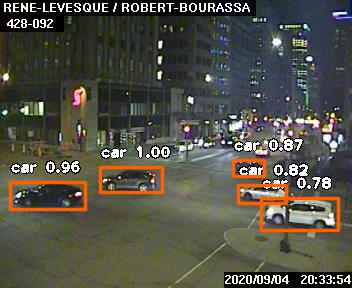 RENE-LEVESQUE / ROBERT-BOURASSA
428-092
car 0.87
car 1.00
car 0.96
car 0.82
car 0.78
2020/09/04 20:33:54